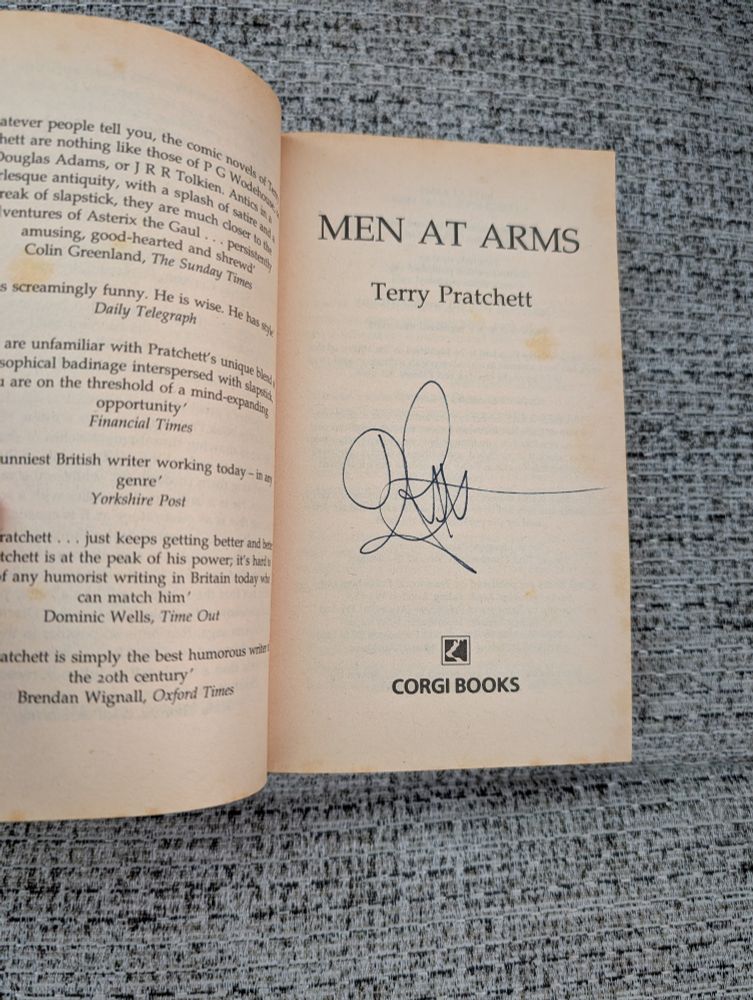 atever people tell you, the comic novels of Terry
hett are nothing like those of P G Wodehouse,
Douglas Adams, or J R R Tolkien. Antics in a
rlesque antiquity, with a splash of satire and a
reak of slapstick, they are much closer to the
dventures of Asterix the Gaul . . . persistently
amusing, good-hearted and shrewd'
Colin Greenland, The Sunday Times
s screamingly funny. He is wise. He has style'
Daily Telegraph
are unfamiliar with Pratchett's unique blend
sophical badinage interspersed with slapstick,
u are on the threshold of a mind-expanding
opportunity'
Financial Times
unniest British writer working today – in any
genre'
Yorkshire Post
ratchett . . . just keeps getting better and better
tchett is at the peak of his power; it's hard to
f any humorist writing in Britain today who
can match him'
Dominic Wells, Time Out
atchett is simply the best humorous writer
the 20th century'
Brendan Wignall, Oxford Times
MEN AT ARMS
Terry Pratchett
CORGI BOOKS